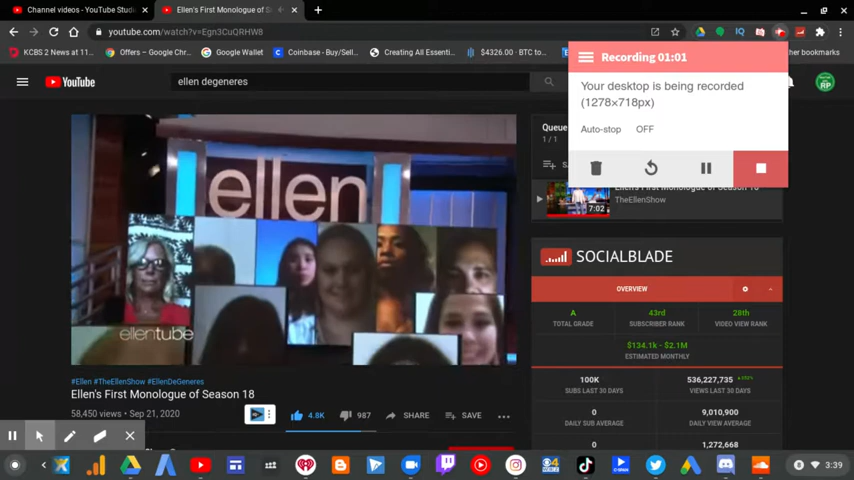 Channel videos - YouTube Studio
Ellen's First Monologue of S
youtube.com/watch?v=Egn3CuQRHW8
KCBS 2 News at 11...
Offers – Google Chr...
Google Wallet
Coinbase - Buy/Sell...
Creating All Essenti...
$4326.00 - BTC to...
her bookmarks
YouTube
ellen degeneres
RP
Recording 01:01
Your desktop is being recorded
(1278×718px)
Auto-stop OFF
Queue
1 / 1
Ellen's First Monologue of Season 18
TheEllenShow
7:02
ellen
ellentube
SOCIALBLADE
OVERVIEW
A
TOTAL GRADE
43rd
SUBSCRIBER RANK
28th
VIDEO VIEW RANK
$134.1k - $2.1M
ESTIMATED MONTHLY
100K
SUBS LAST 30 DAYS
536,227,735
VIEWS LAST 30 DAYS
0
DAILY SUB AVERAGE
9,010,900
DAILY VIEW AVERAGE
0
1,272,668
#Ellen #TheEllenShow #EllenDeGeneres
Ellen's First Monologue of Season 18
58,450 views • Sep 21, 2020
4.8K
987
SHARE
SAVE
3:39